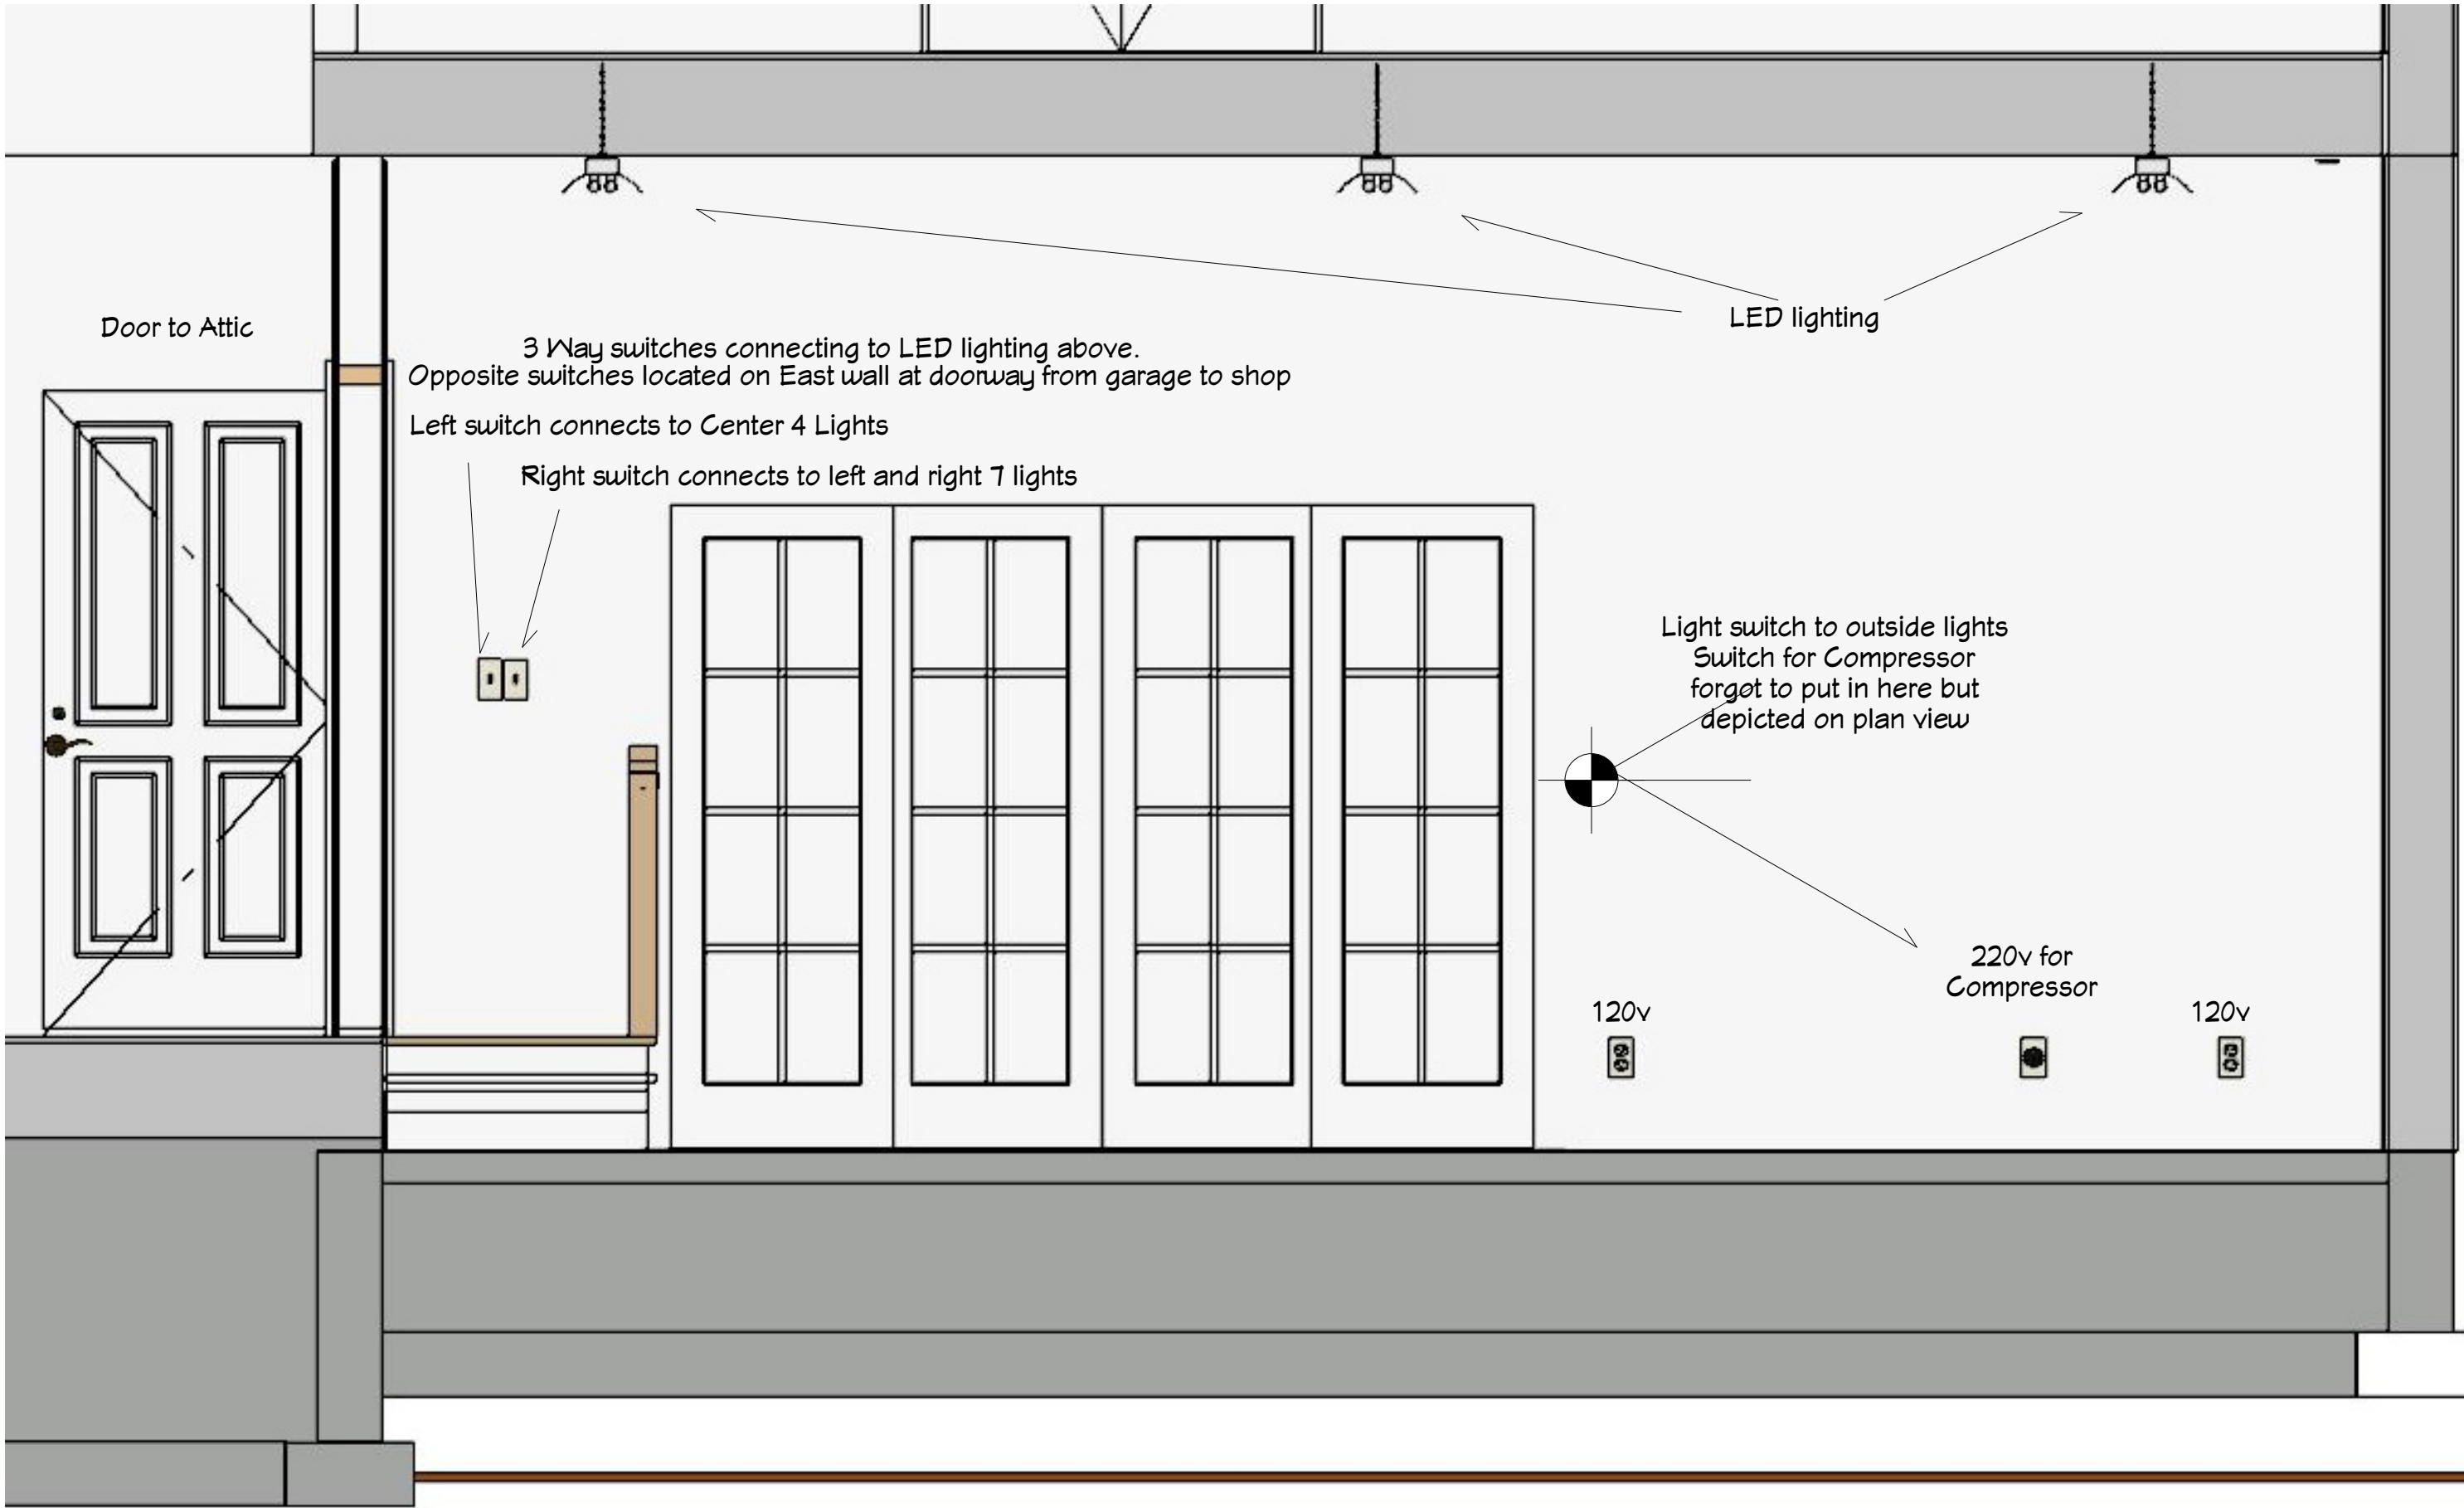 LED lighting
Door to Attic
3 Way switches connecting to LED lighting above.
Opposite switches located on East wall at doorway from garage to shop
Left switch connects to Center 4 Lights
Right switch connects to left and right 7 lights
Light switch to outside lights
Switch for Compressor
forgot to put in here but
depicted on plan view
220v for
Compressor
120v
120v